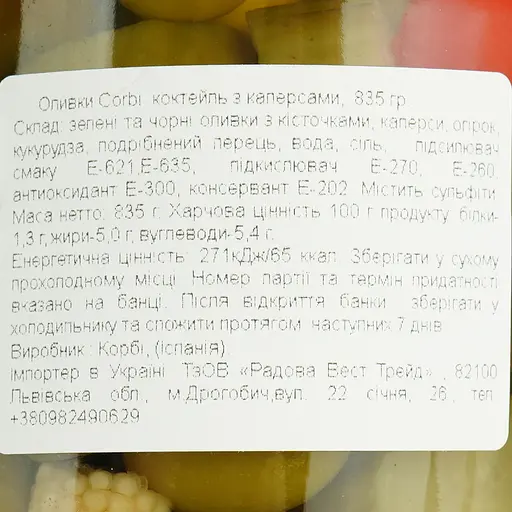 Оливки Corbi коктейль з каперсами, 835 гр
Склад: зелені та чорні оливки з кісточками, каперси, огірок,
кукурудза, подрібнений перець, вода, сіль, підсилювач
смаку Е-621,Е-635, підкислювач Е-270, Е-260,
антиоксидант Е-300, консервант Е-202. Містить сульфіти.
Маса нетто: 835 г. Харчова цінність 100 г продукту: білки-
1,3 г,жири-5,0 г, вуглеводи-5,4 г.
Енергетична цінність: 271кДж/65 ккал. Зберігати у сухому
прохолодному місці. Номер партії та термін придатності
вказано на банці. Після відкриття банки зберігати у
холодильнику та спожити протягом наступних 7 днів.
Виробник: Корбі, (Іспанія).
Імпортер в Україні: ТзОВ «Радова Вест Трейд», 82100
Львівська обл., м.Дрогобич,вул. 22 січня, 26, тел.
+380982490629